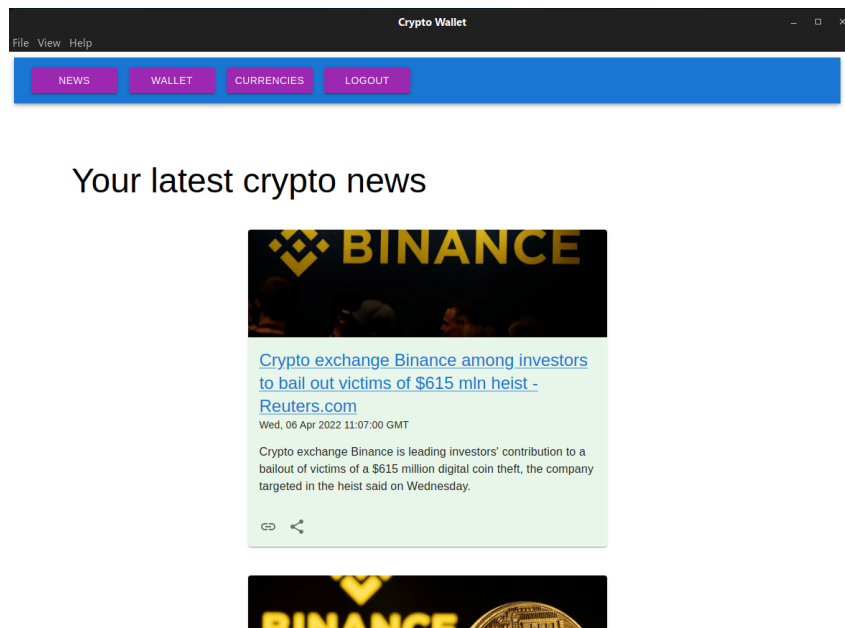 Crypto Wallet
File View Help
NEWS WALLET CURRENCIES LOGOUT
Your latest crypto news
BINANCE
Crypto exchange Binance among investors
to bail out victims of $615 mln heist -
Reuters.com
Wed, 06 Apr 2022 11:07:00 GMT
Crypto exchange Binance is leading investors' contribution to a
bailout of victims of a $615 million digital coin theft, the company
targeted in the heist said on Wednesday.
BINANCE